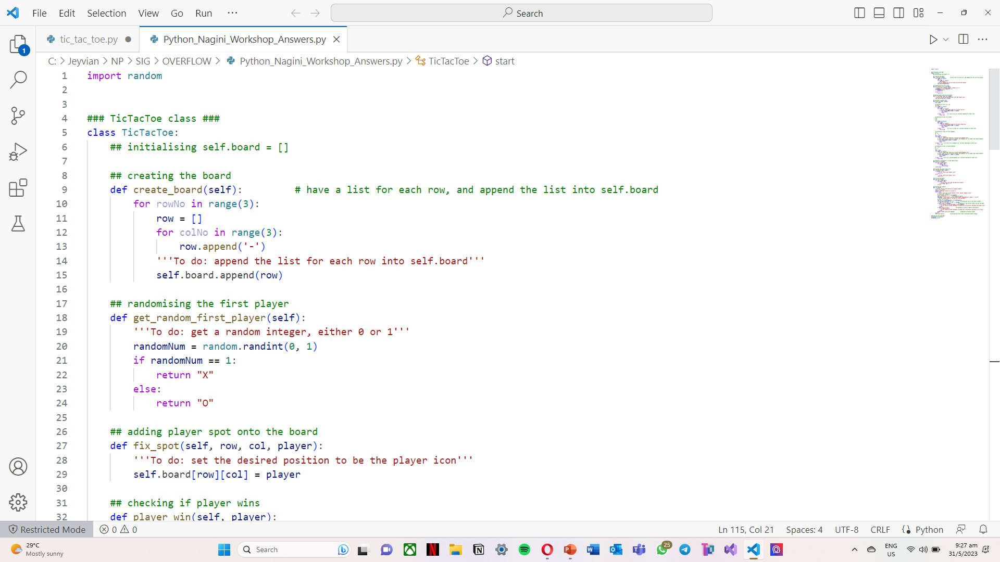 File Edit Selection View Go Run ···
Search
tic_tac_toe.py
Python_Nagini_Workshop_Answers.py
C: > Jeyvian > NP > SIG > OVERFLOW > Python_Nagini_Workshop_Answers.py > TicTacToe > start
1 import random
2
3
4 ### TicTacToe class ###
5 class TicTacToe:
6     ## initialising self.board = []
7
8     ## creating the board
9     def create_board(self):         # have a list for each row, and append the list into self.board
10         for rowNo in range(3):
11             row = []
12             for colNo in range(3):
13                 row.append('-')
14             '''To do: append the list for each row into self.board'''
15             self.board.append(row)
16
17     ## randomising the first player
18     def get_random_first_player(self):
19         '''To do: get a random integer, either 0 or 1'''
20         randomNum = random.randint(0, 1)
21         if randomNum == 1:
22             return "X"
23         else:
24             return "O"
25
26     ## adding player spot onto the board
27     def fix_spot(self, row, col, player):
28         '''To do: set the desired position to be the player icon'''
29         self.board[row][col] = player
30
31     ## checking if player wins
32     def player_win(self, player):
1
Restricted Mode 0 0 Ln 115, Col 21 Spaces: 4 UTF-8 CRLF Python
29°C
Mostly sunny
Search
25
ENG
US
9:27 am
31/5/2023